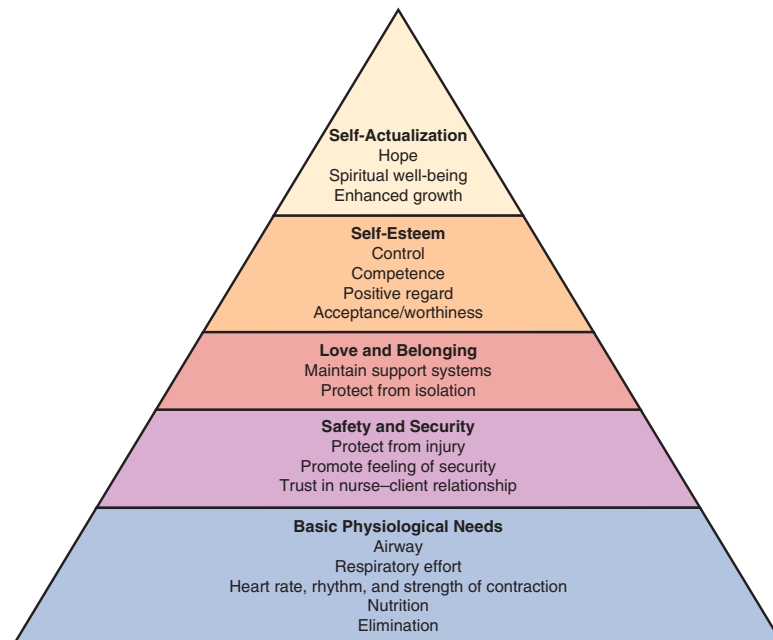 Self-Actualization
Hope
Spiritual well-being
Enhanced growth
Self-Esteem
Control
Competence
Positive regard
Acceptance/worthiness
Love and Belonging
Maintain support systems
Protect from isolation
Safety and Security
Protect from injury
Promote feeling of security
Trust in nurse–client relationship
Basic Physiological Needs
Airway
Respiratory effort
Heart rate, rhythm, and strength of contraction
Nutrition
Elimination